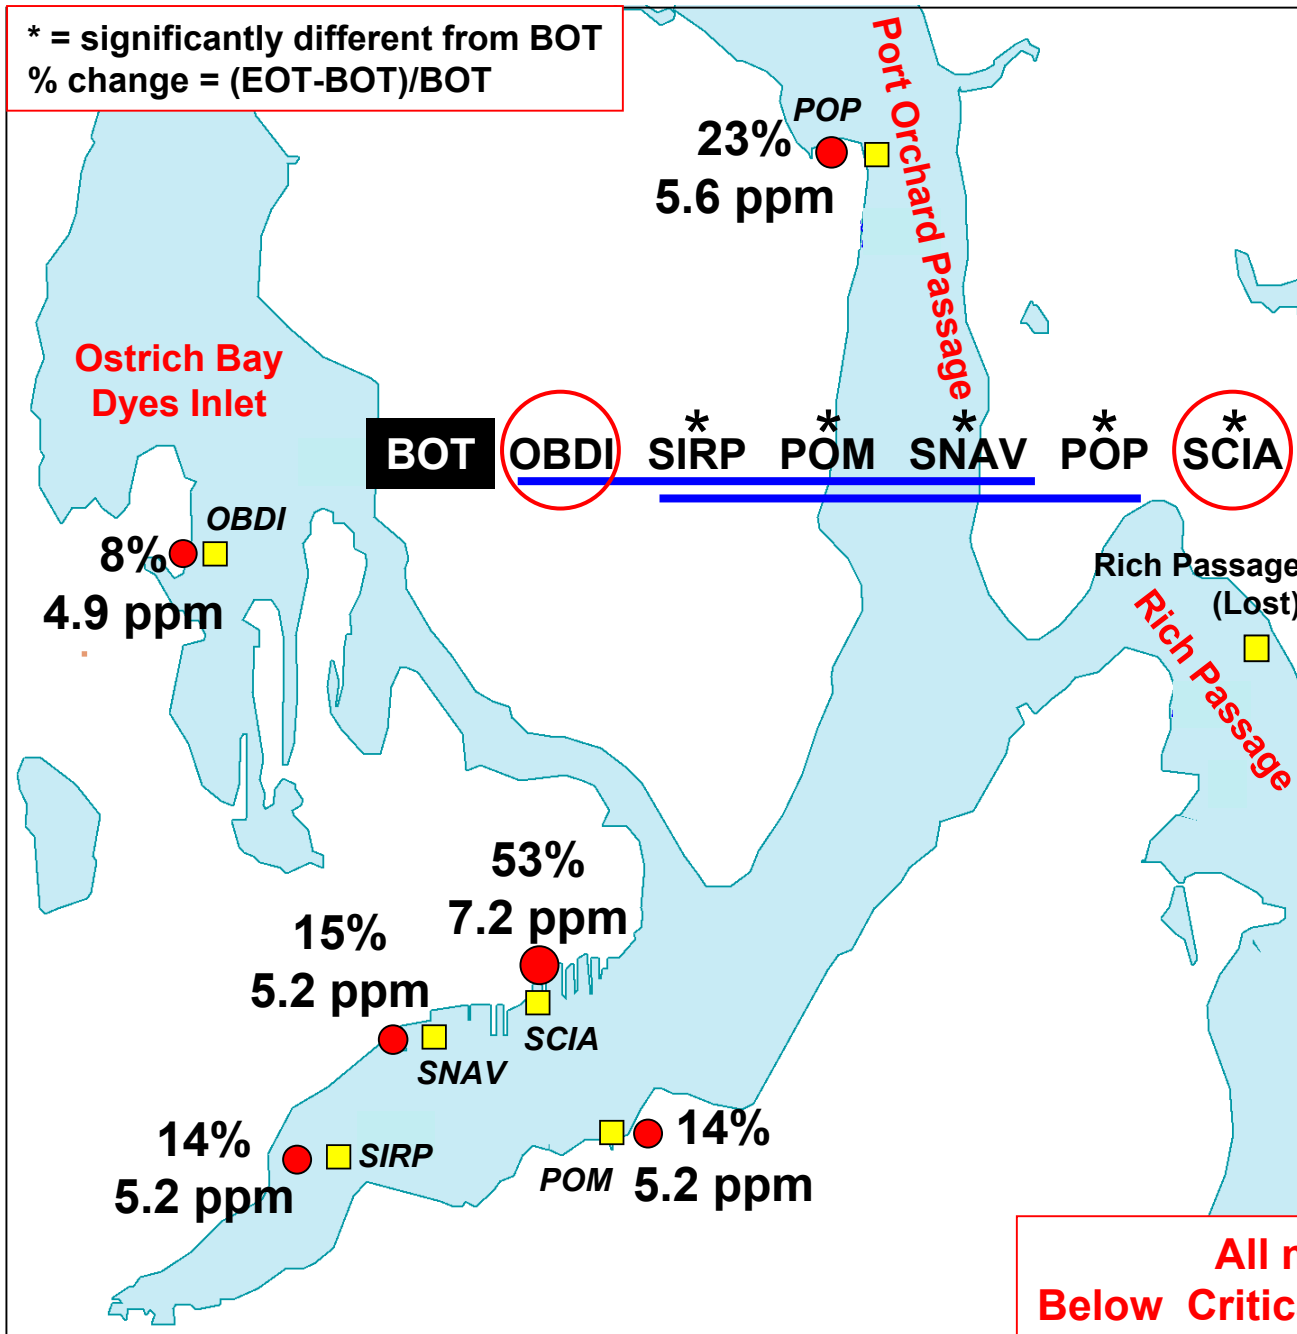 * = significantly different from BOT
% change = (EOT-BOT)/BOT
POP
23%
5.6 ppm
Port Orchard Passage
Ostrich Bay
Dyes Inlet
* * * * *
BOT OBDI SIRP POM SNAV POP SCIA
OBDI
8%
4.9 ppm
Rich Passage
(Lost)
Rich Passage
53%
7.2 ppm
15%
5.2 ppm
SCIA
SNAV
14%
5.2 ppm
SIRP
POM
14%
5.2 ppm
All
Below